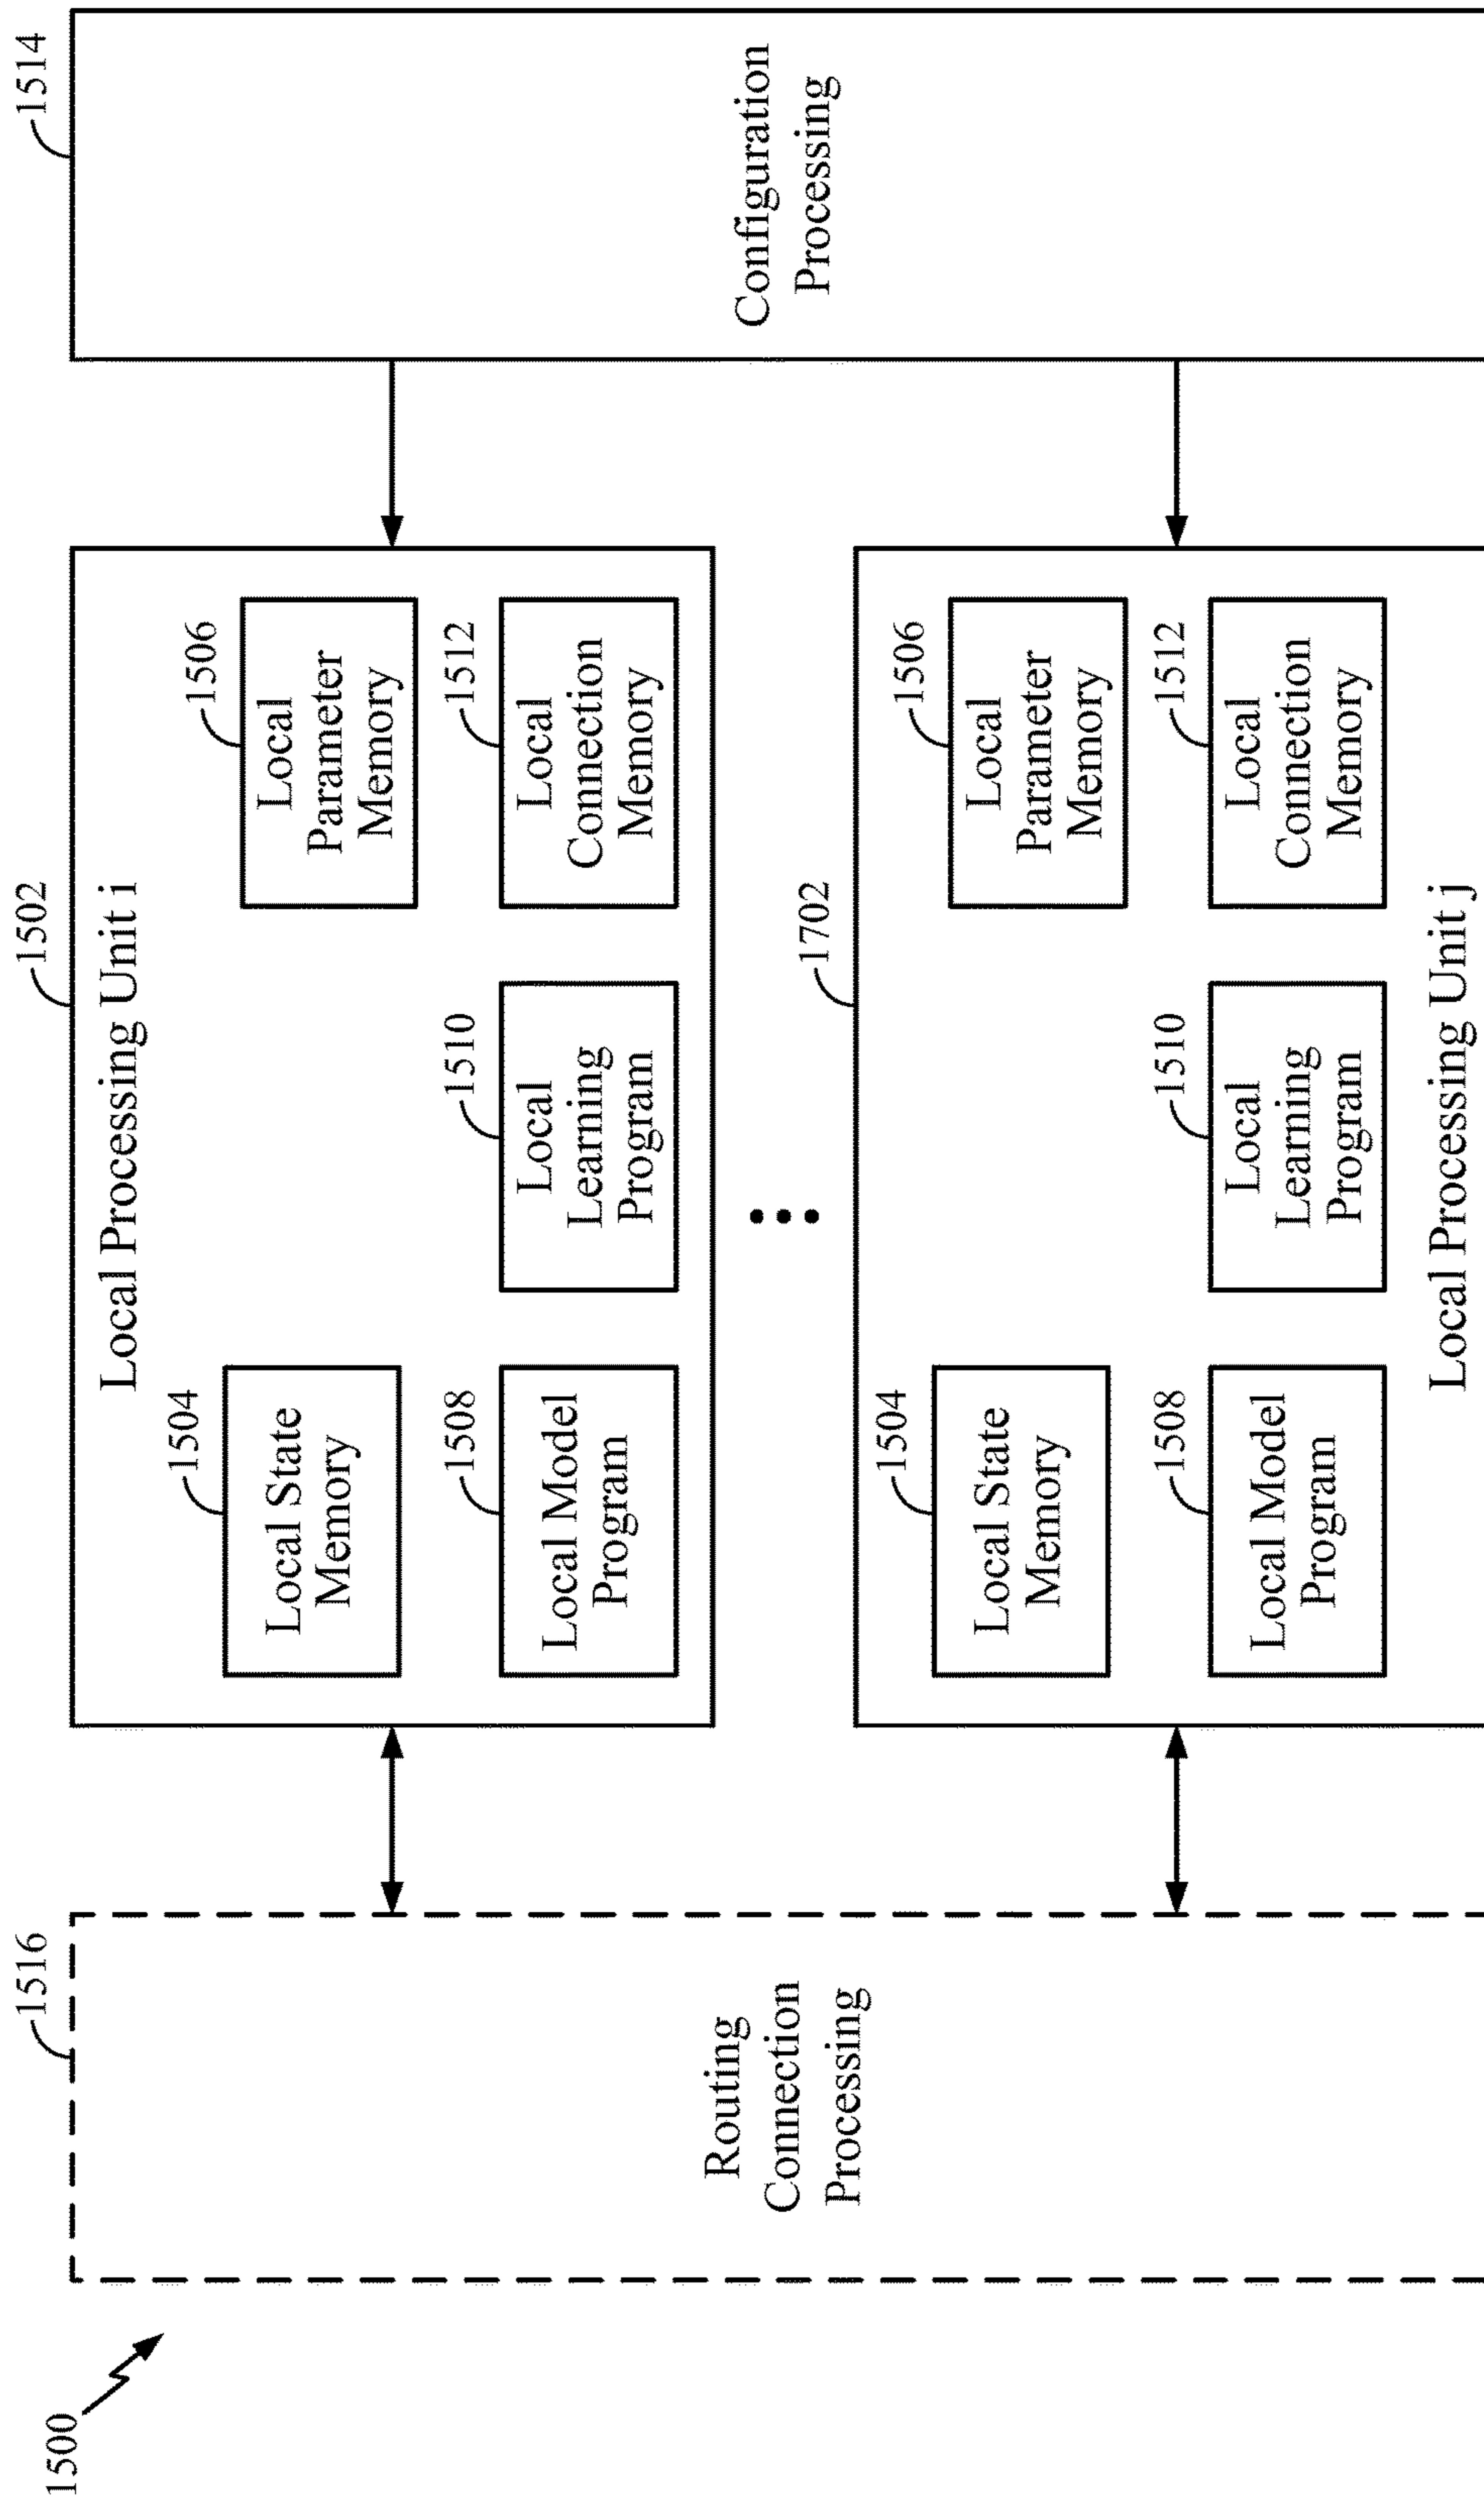 1500
1516
Routing
Connection
Processing
1502
Local Processing Unit i
1504
Local State
Memory
1506
Local
Parameter
Memory
1508
Local Model
Program
1510
Local
Learning
Program
1512
Local
Connection
Memory
1702
1504
Local State
Memory
1506
Local
Parameter
Memory
1508
Local Model
Program
1510
Local
Learning
Program
1512
Local
Connection
Memory
Local Processing Unit j
1514
Configuration
Processing